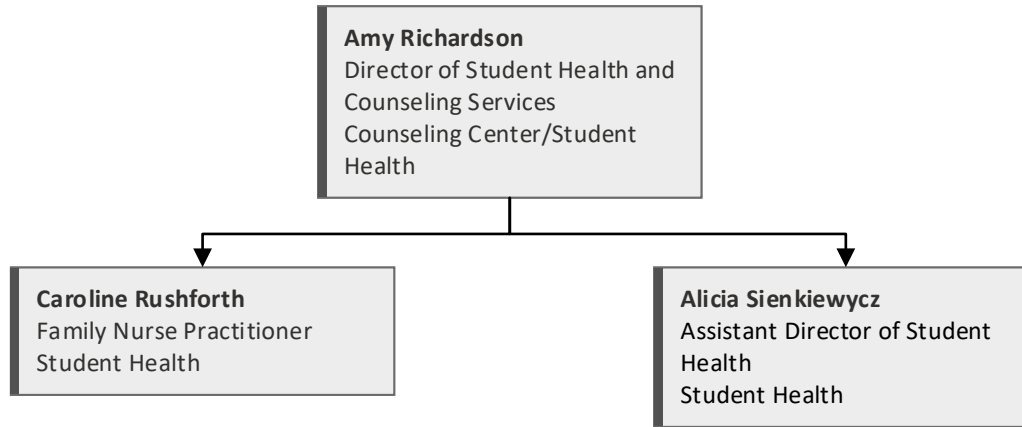 Amy Richardson
Director of Student Health and
Counseling Services
Counseling Center/Student
Health
Caroline Rushforth
Family Nurse Practitioner
Student Health
Alicia Sienkiewycz
Assistant Director of Student
Health
Student Health